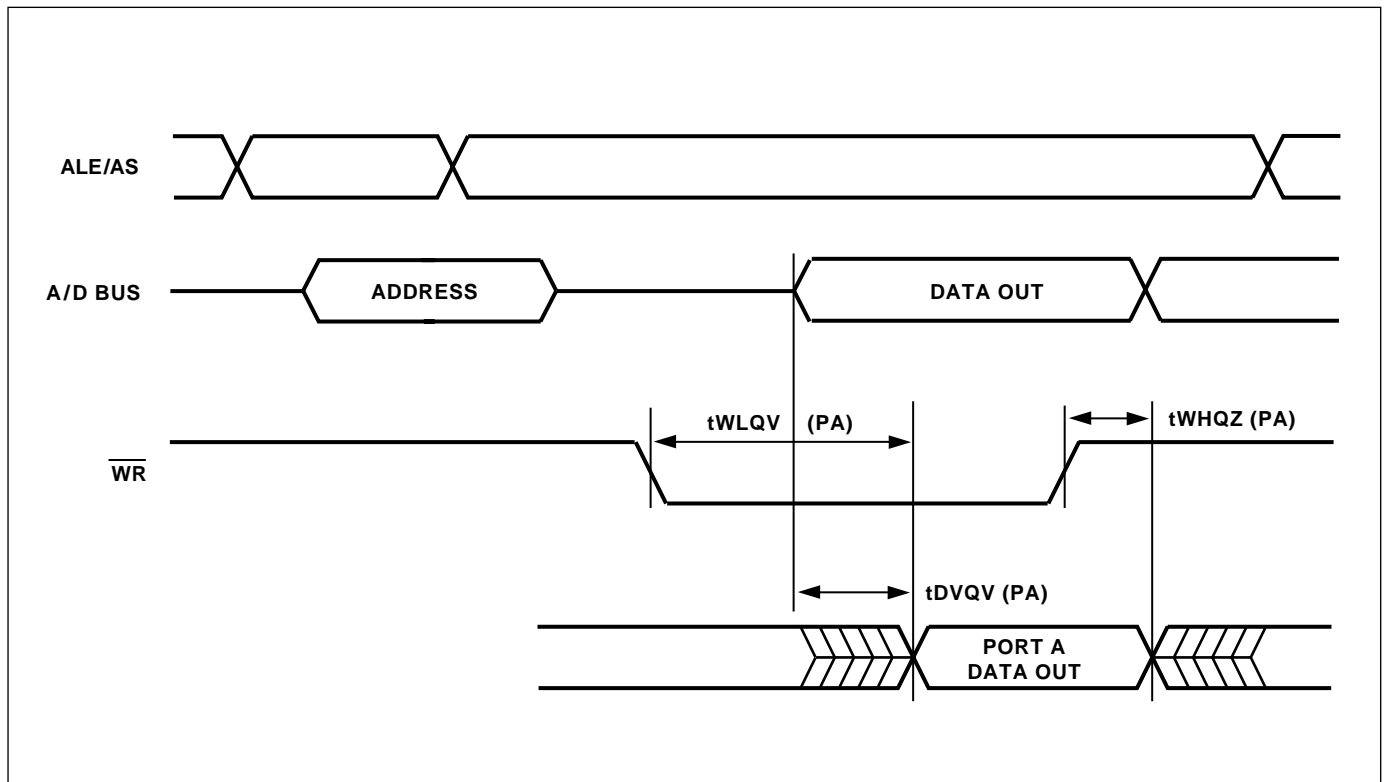 ALE/AS
A/D BUS
ADDRESS
DATA OUT
tWLQV (PA)
tWHQZ (PA)
WR
tDVQV (PA)
PORT A
DATA OUT